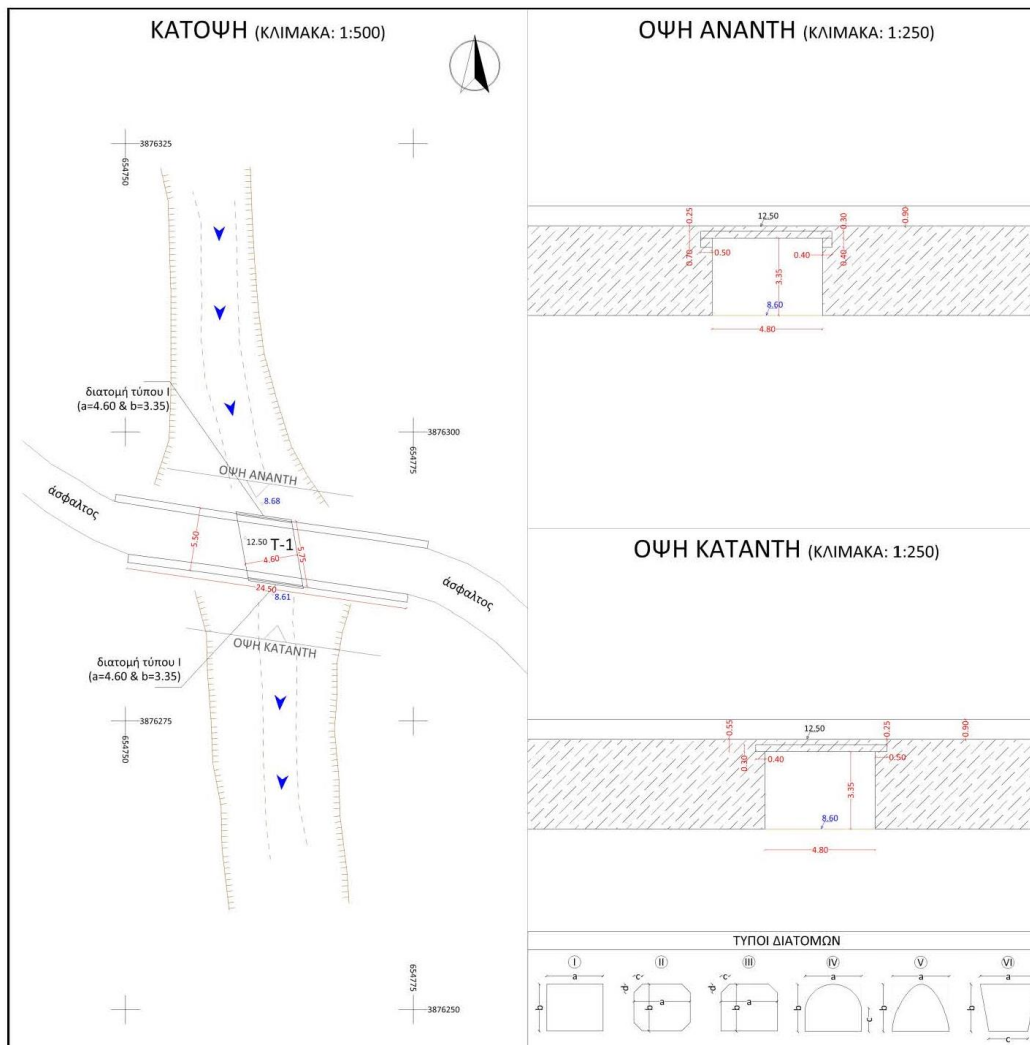 ΚΑΤΟΨΗ (ΚΛΙΜΑΚΑ: 1:500)
3876325
654750
διατομή τύπου Ι
(a=4.60 & b=3.35)
3876300
654775
ΟΨΗ ΑΝΑΝΤΗ
8.68
άσφαλτος
5.50
12.50
T-1
4.60
5.75
24.50
8.61
άσφαλτος
ΟΨΗ ΚΑΤΑΝΤΗ
διατομή τύπου Ι
(a=4.60 & b=3.35)
3876275
654750
654775
3876250
ΟΨΗ ΑΝΑΝΤΗ (ΚΛΙΜΑΚΑ: 1:250)
0.25
12,50
0.30
0.90
0.70
0.50
0.40
0.40
3.35
8,60
4.80
ΟΨΗ ΚΑΤΑΝΤΗ (ΚΛΙΜΑΚΑ: 1:250)
0.55
12,50
0.25
0.90
0.30
0.40
0.50
3.35
8,60
4.80
ΤΥΠΟΙ ΔΙΑΤΟΜΩΝ
I II III IV V VI
a c c a a a
b d b a d b a b c b b
c